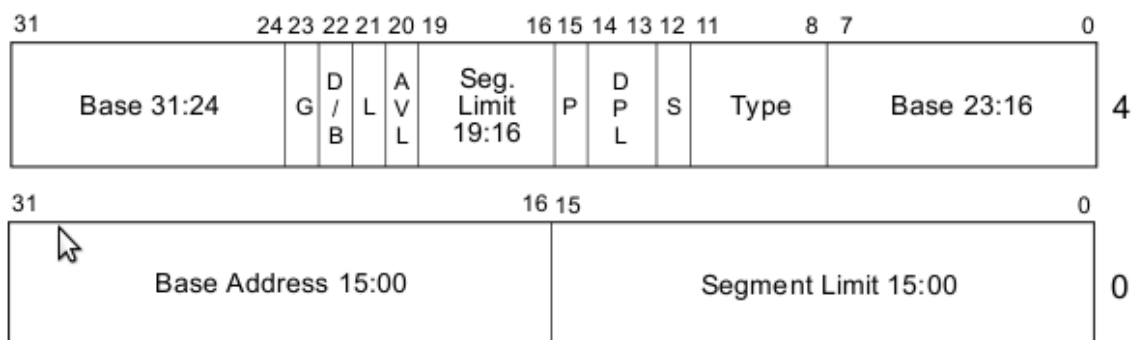 31 24 23 22 21 20 19 16 15 14 13 12 11 8 7 0
Base 31:24 G D/B L AVL Seg. Limit 19:16 P DPL S Type Base 23:16 4
31 16 15 0
Base Address 15:00 Segment Limit 15:00 0